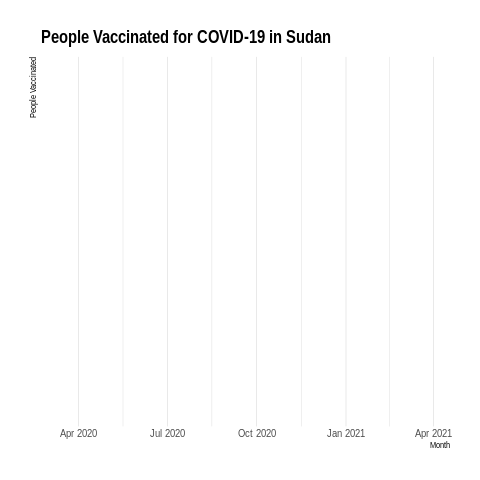 People Vaccinated for COVID-19 in Sudan
People Vaccinated
Apr 2020 Jul 2020 Oct 2020 Jan 2021 Apr 2021
Month